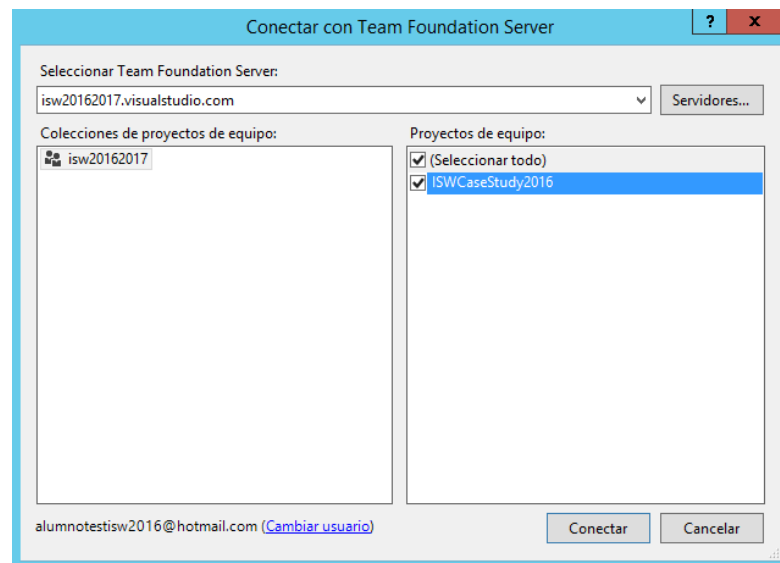 Conectar con Team Foundation Server
? x
Seleccionar Team Foundation Server:
isw20162017.visualstudio.com
Servidores...
Colecciones de proyectos de equipo:
Proyectos de equipo:
isw20162017
(Seleccionar todo)
ISWCaseStudy2016
alumnotestisw2016@hotmail.com (Cambiar usuario)
Conectar
Cancelar